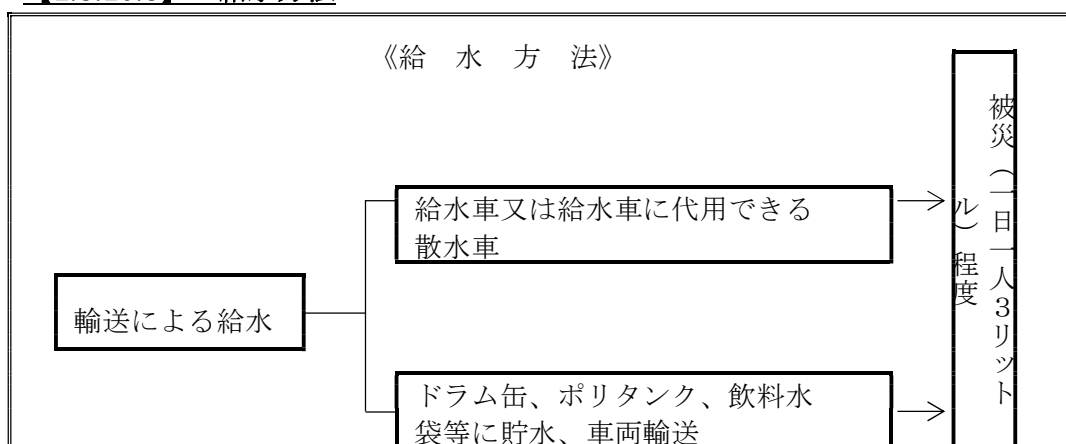 《給 水 方 法》
給水車又は給水車に代用できる
散水車
輸送による給水
ドラム缶、ポリタンク、飲料水
袋等に貯水、車両輸送
被災（一日一人３リット
ル）程度